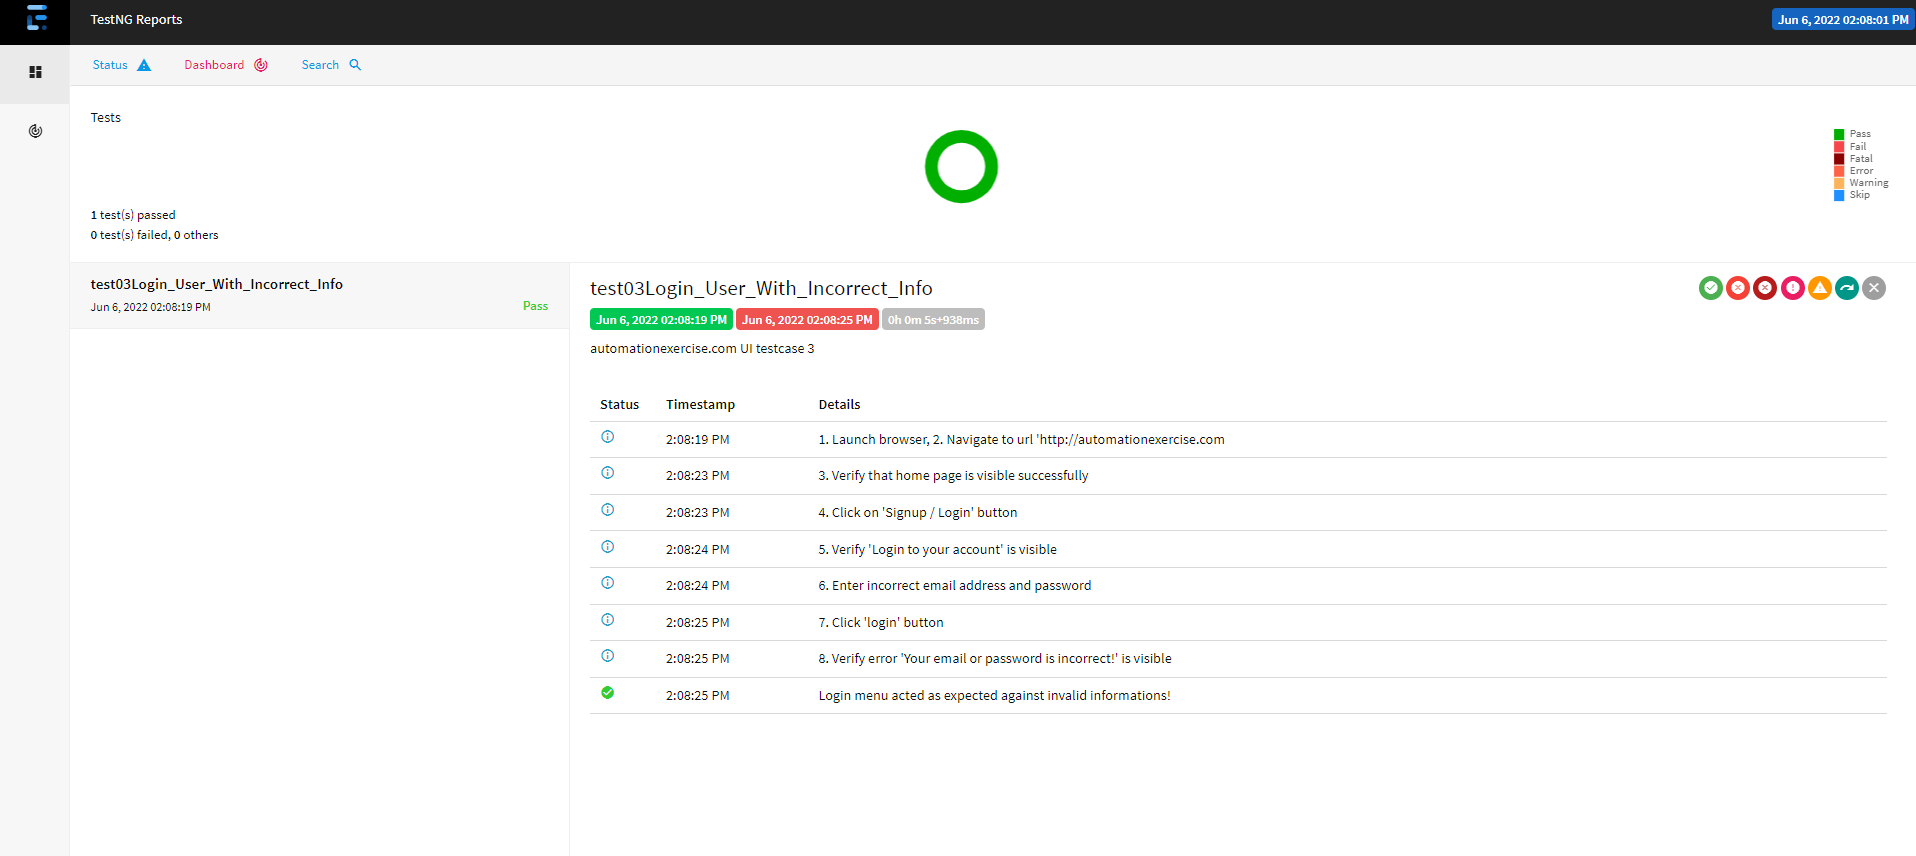 TestNG Reports
Jun 6, 2022 02:08:01 PM
Status
Dashboard
Search
Tests
Pass
Fail
Fatal
Error
Warning
Skip
1 test(s) passed
0 test(s) failed, 0 others
test03Login_User_With_Incorrect_Info
Jun 6, 2022 02:08:19 PM
Pass
test03Login_User_With_Incorrect_Info
Jun 6, 2022 02:08:19 PM Jun 6, 2022 02:08:25 PM 0h 0m 5s+938ms
automationexercise.com UI testcase 3
Status Timestamp Details
2:08:19 PM 1. Launch browser, 2. Navigate to url 'http://automationexercise.com
2:08:23 PM 3. Verify that home page is visible successfully
2:08:23 PM 4. Click on 'Signup / Login' button
2:08:24 PM 5. Verify 'Login to your account' is visible
2:08:24 PM 6. Enter incorrect email address and password
2:08:25 PM 7. Click 'login' button
2:08:25 PM 8. Verify error 'Your email or password is incorrect!' is visible
2:08:25 PM Login menu acted as expected against invalid informations!